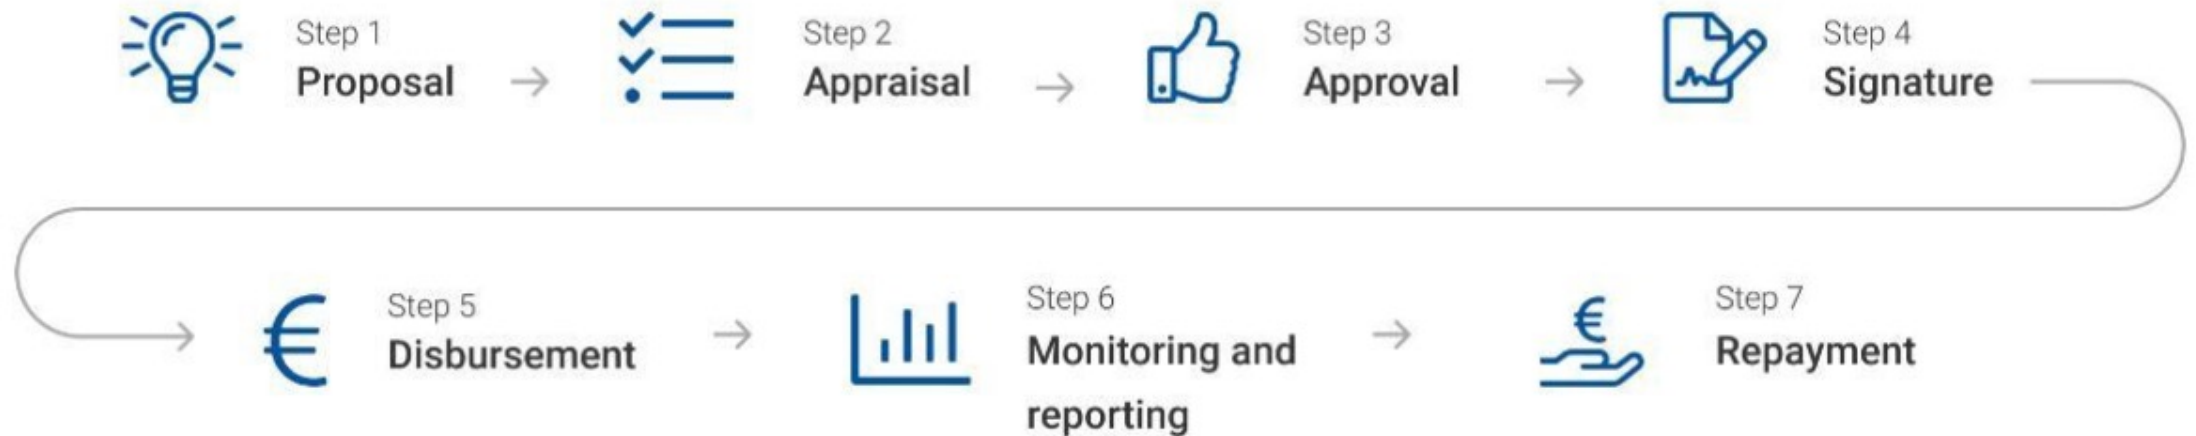 Step 1
Proposal
Step 2
Appraisal
Step 3
Approval
Step 4
Signature
€
Step 5
Disbursement
Step 6
Monitoring and
reporting
€
Step 7
Repayment